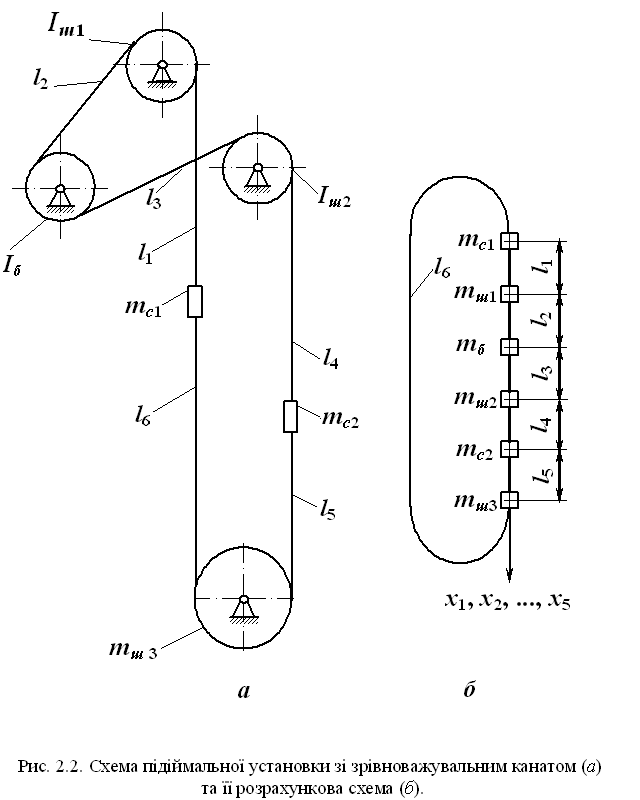 Iш1
l2
l3
Iш2
Iб
l1
mс1
l4
l6
mс2
l5
mш 3
а
l6
mс1
l1
mш1
l2
mб
l3
mш2
l4
mс2
l5
mш3
x1, x2, ..., x5
б
Рис. 2.2. Схема підіймальної установки зі зрівноважувальним канатом (а)
та її розрахункова схема (б).